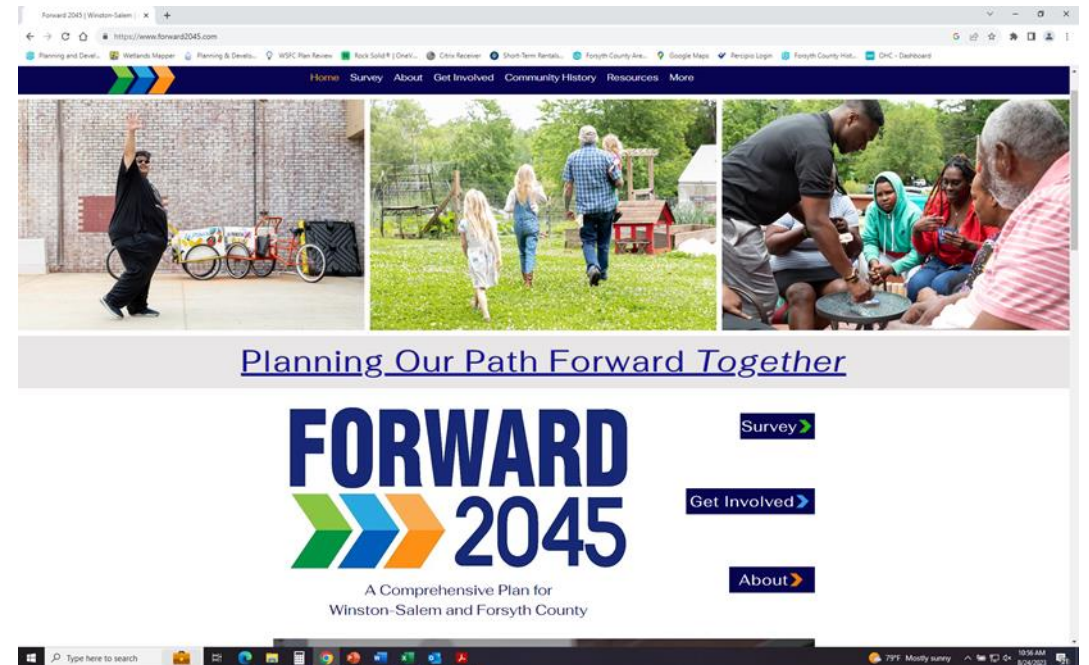 Forward 2045 | Winston-Salem |
https://www.forward2045.com
Planning and Devel... Wetlands Mapper Planning & Develo... WSFC Plan Review Rock Solid® | OneV... Citrix Receiver Short-Term Rentals... Forsyth County Are... Google Maps Percipio Login Forsyth County Hist... OHC - Dashboard
Home Survey About Get Involved Community History Resources More
Planning Our Path Forward Together
FORWARD
2045
A Comprehensive Plan for
Winston-Salem and Forsyth County
Survey
Get Involved
About
Type here to search
79°F Mostly sunny
10:56 AM